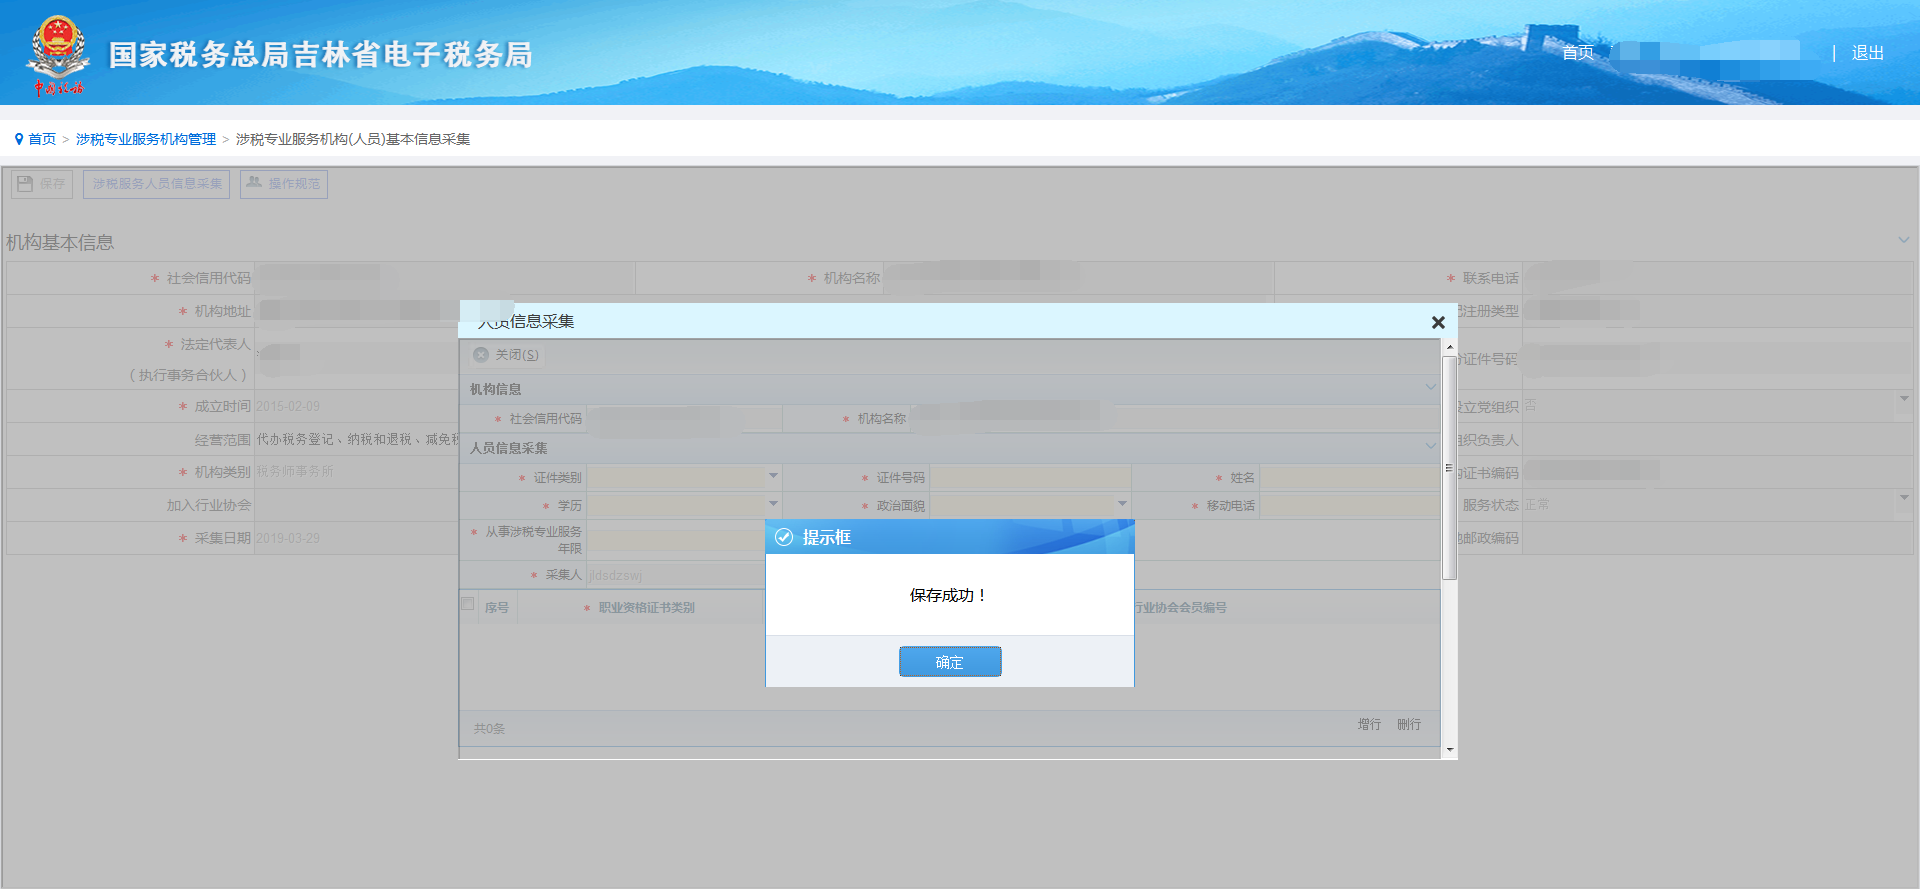 国家税务总局吉林省电子税务局
中国税务
首页 | 退出
首页 > 涉税专业服务机构管理 > 涉税专业服务机构(人员)基本信息采集
保存 涉税服务人员信息采集 操作规范
机构基本信息
* 社会信用代码 * 机构名称 * 联系电话
* 机构地址 注册类型
* 法定代表人
(执行事务合伙人) 证件号码
* 成立时间 2015-02-09 设立党组织 否
经营范围 代办税务登记、纳税和退税、减免税 组织负责人
* 机构类别 税务师事务所 证书编码
加入行业协会 服务状态 正常
* 采集日期 2019-03-29 邮政编码
人员信息采集
关闭(S)
机构信息
* 社会信用代码 * 机构名称
人员信息采集
* 证件类别 * 证件号码 * 姓名
* 学历 * 政治面貌 * 移动电话
* 从事涉税专业服务
年限
* 采集人 jldsdzswj
序号 * 职业资格证书类别 行业协会会员编号
共0条 增行 删行
提示框
保存成功！
确定